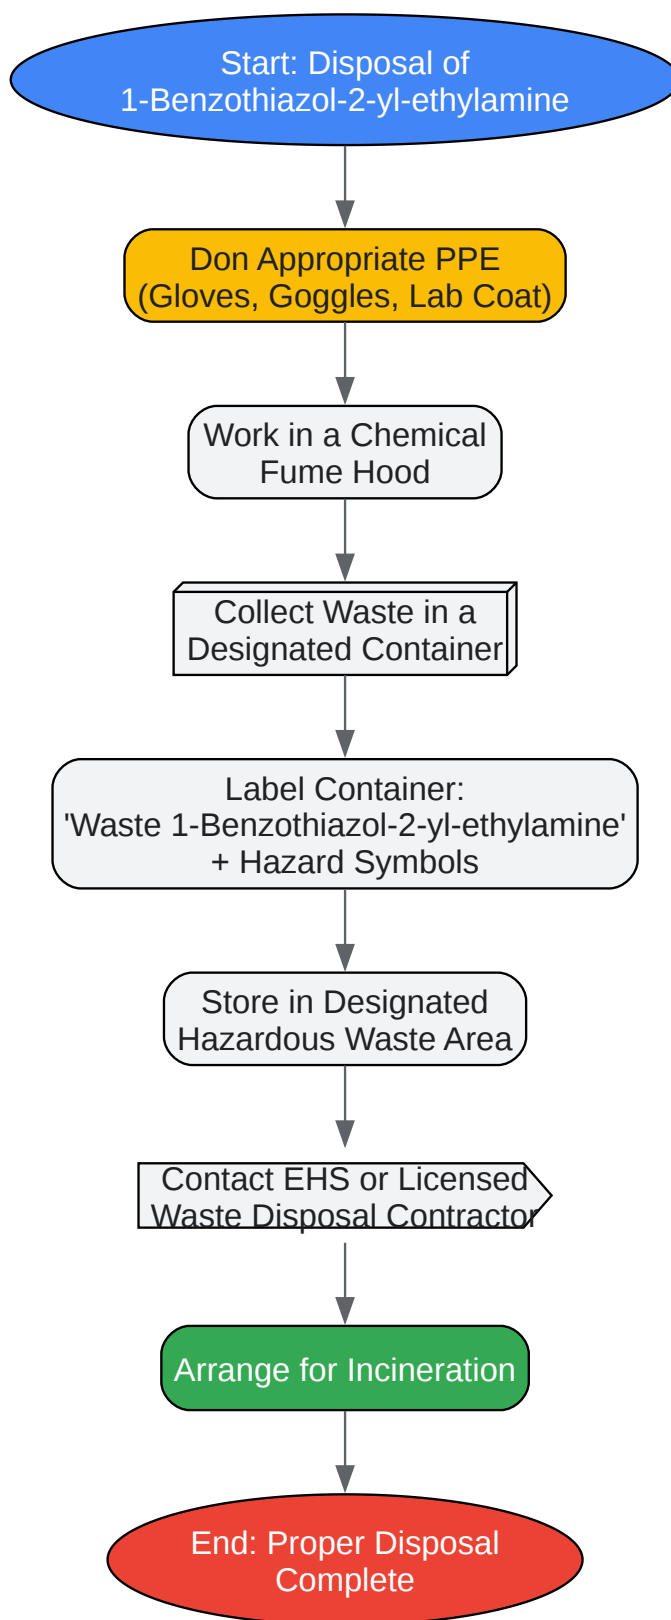 Start: Disposal of
1-Benzothiazol-2-yl-ethylamine
Don Appropriate PPE
(Gloves, Goggles, Lab Coat)
Work in a Chemical
Fume Hood
Collect Waste in a
Designated Container
Label Container:
'Waste 1-Benzothiazol-2-yl-ethylamine'
+ Hazard Symbols
Store in Designated
Hazardous Waste Area
Contact EHS or Licensed
Waste Disposal Contractor
Arrange for Incineration
End: Proper Disposal
Complete